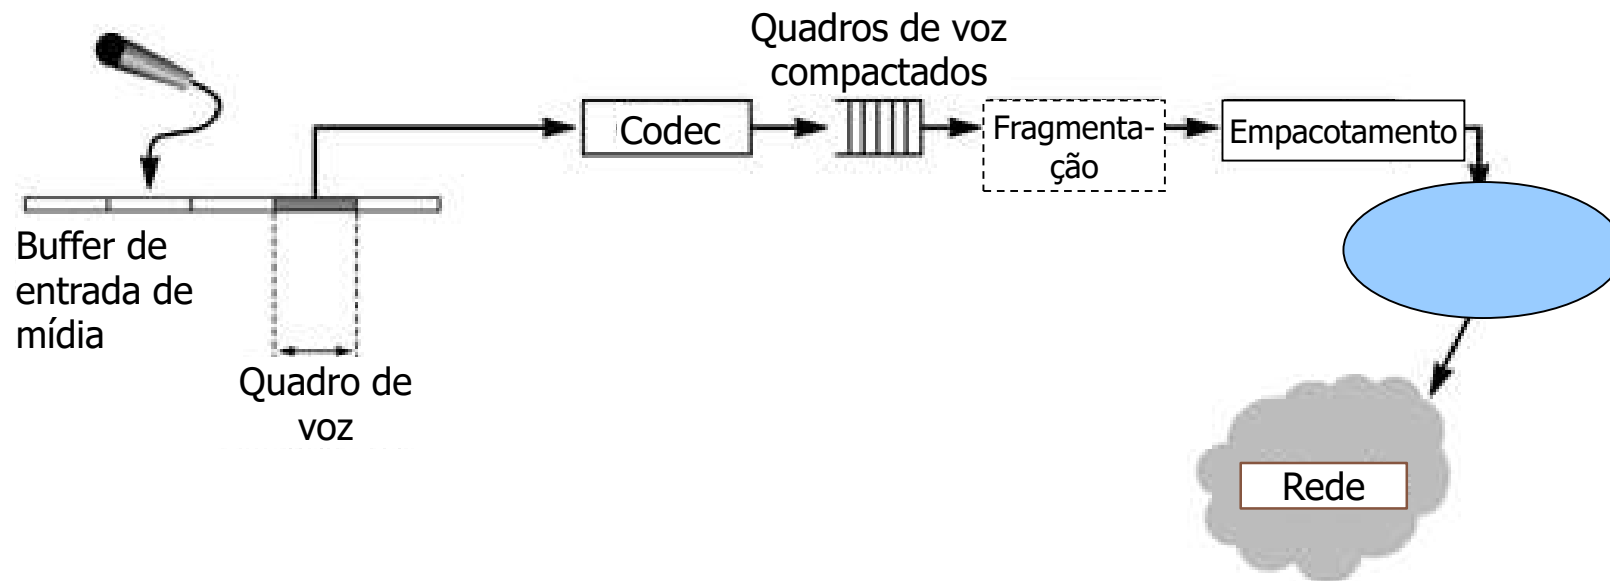 Quadros de voz
compactados
Codec
Fragmenta-
ção
Empacotamento
Buffer de
entrada de
mídia
Quadro de
voz
Rede